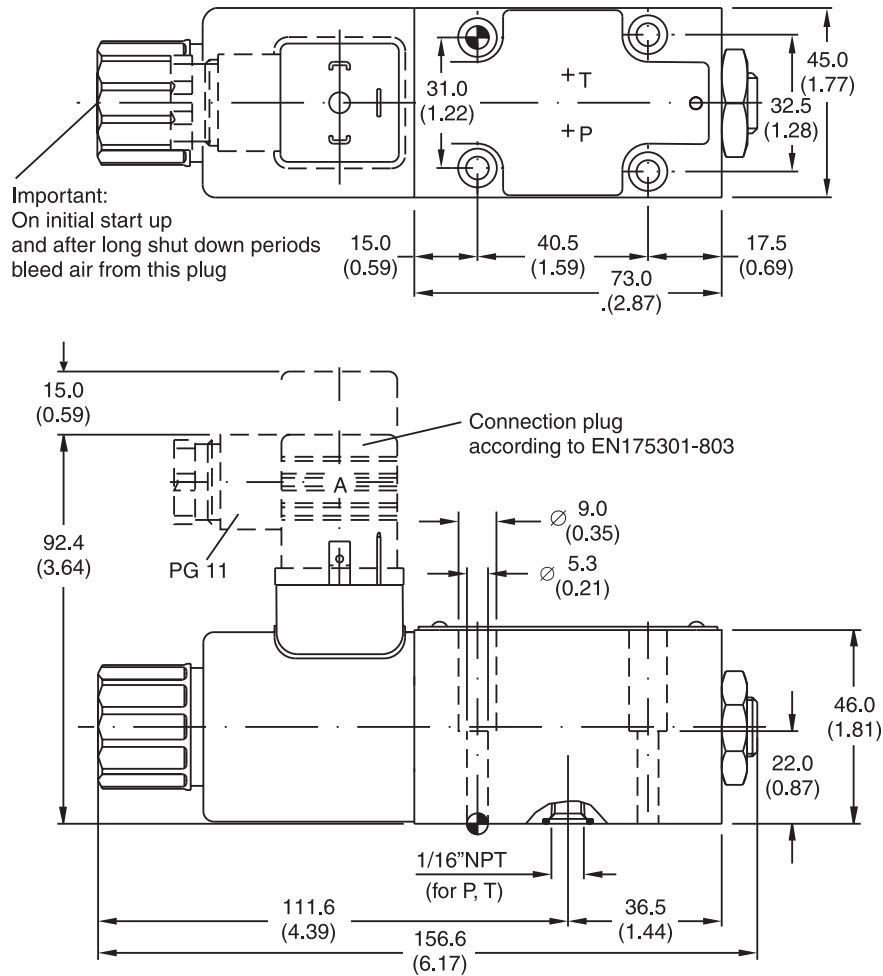 45.0
(1.77)
31.0
(1.22)
+T
32.5
(1.28)
+P
Important:
On initial start up
and after long shut down periods
bleed air from this plug
15.0
(0.59)
40.5
(1.59)
17.5
(0.69)
73.0
.(2.87)
15.0
(0.59)
Connection plug
according to EN175301-803
A
92.4
(3.64)
PG 11
∅ 9.0
(0.35)
∅ 5.3
(0.21)
46.0
(1.81)
22.0
(0.87)
1/16”NPT
(for P, T)
111.6
(4.39)
36.5
(1.44)
156.6
(6.17)